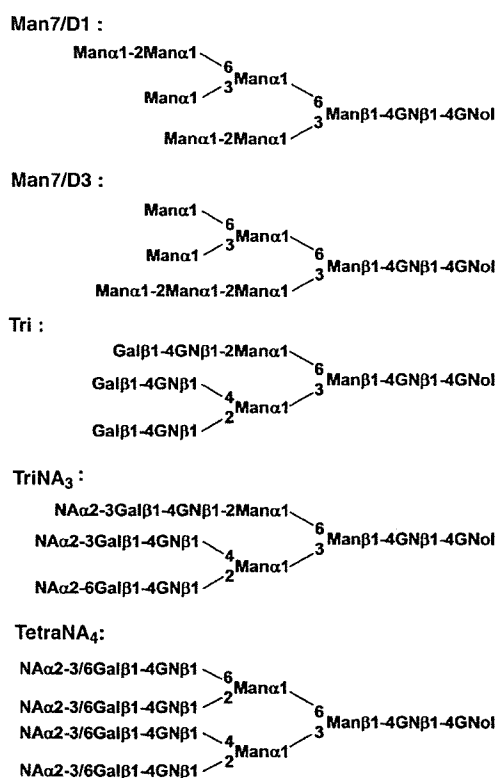 Man7/D1 :
Manα1-2Manα1
6
Manα1
3
Manα1
6
Manβ1-4GNβ1-4GNol
3
Manα1-2Manα1
Man7/D3 :
Manα1
6
Manα1
3
Manα1
6
Manβ1-4GNβ1-4GNol
3
Manα1-2Manα1-2Manα1
Tri :
Galβ1-4GNβ1-2Manα1
6
Manβ1-4GNβ1-4GNol
3
Galβ1-4GNβ1
4
Manα1
2
Galβ1-4GNβ1
TriNA3 :
NAα2-3Galβ1-4GNβ1-2Manα1
6
Manβ1-4GNβ1-4GNol
3
NAα2-3Galβ1-4GNβ1
4
Manα1
2
NAα2-6Galβ1-4GNβ1
TetraNA4:
NAα2-3/6Galβ1-4GNβ1
6
Manα1
2
NAα2-3/6Galβ1-4GNβ1
6
Manβ1-4GNβ1-4GNol
3
NAα2-3/6Galβ1-4GNβ1
4
Manα1
2
NAα2-3/6Galβ1-4GNβ1